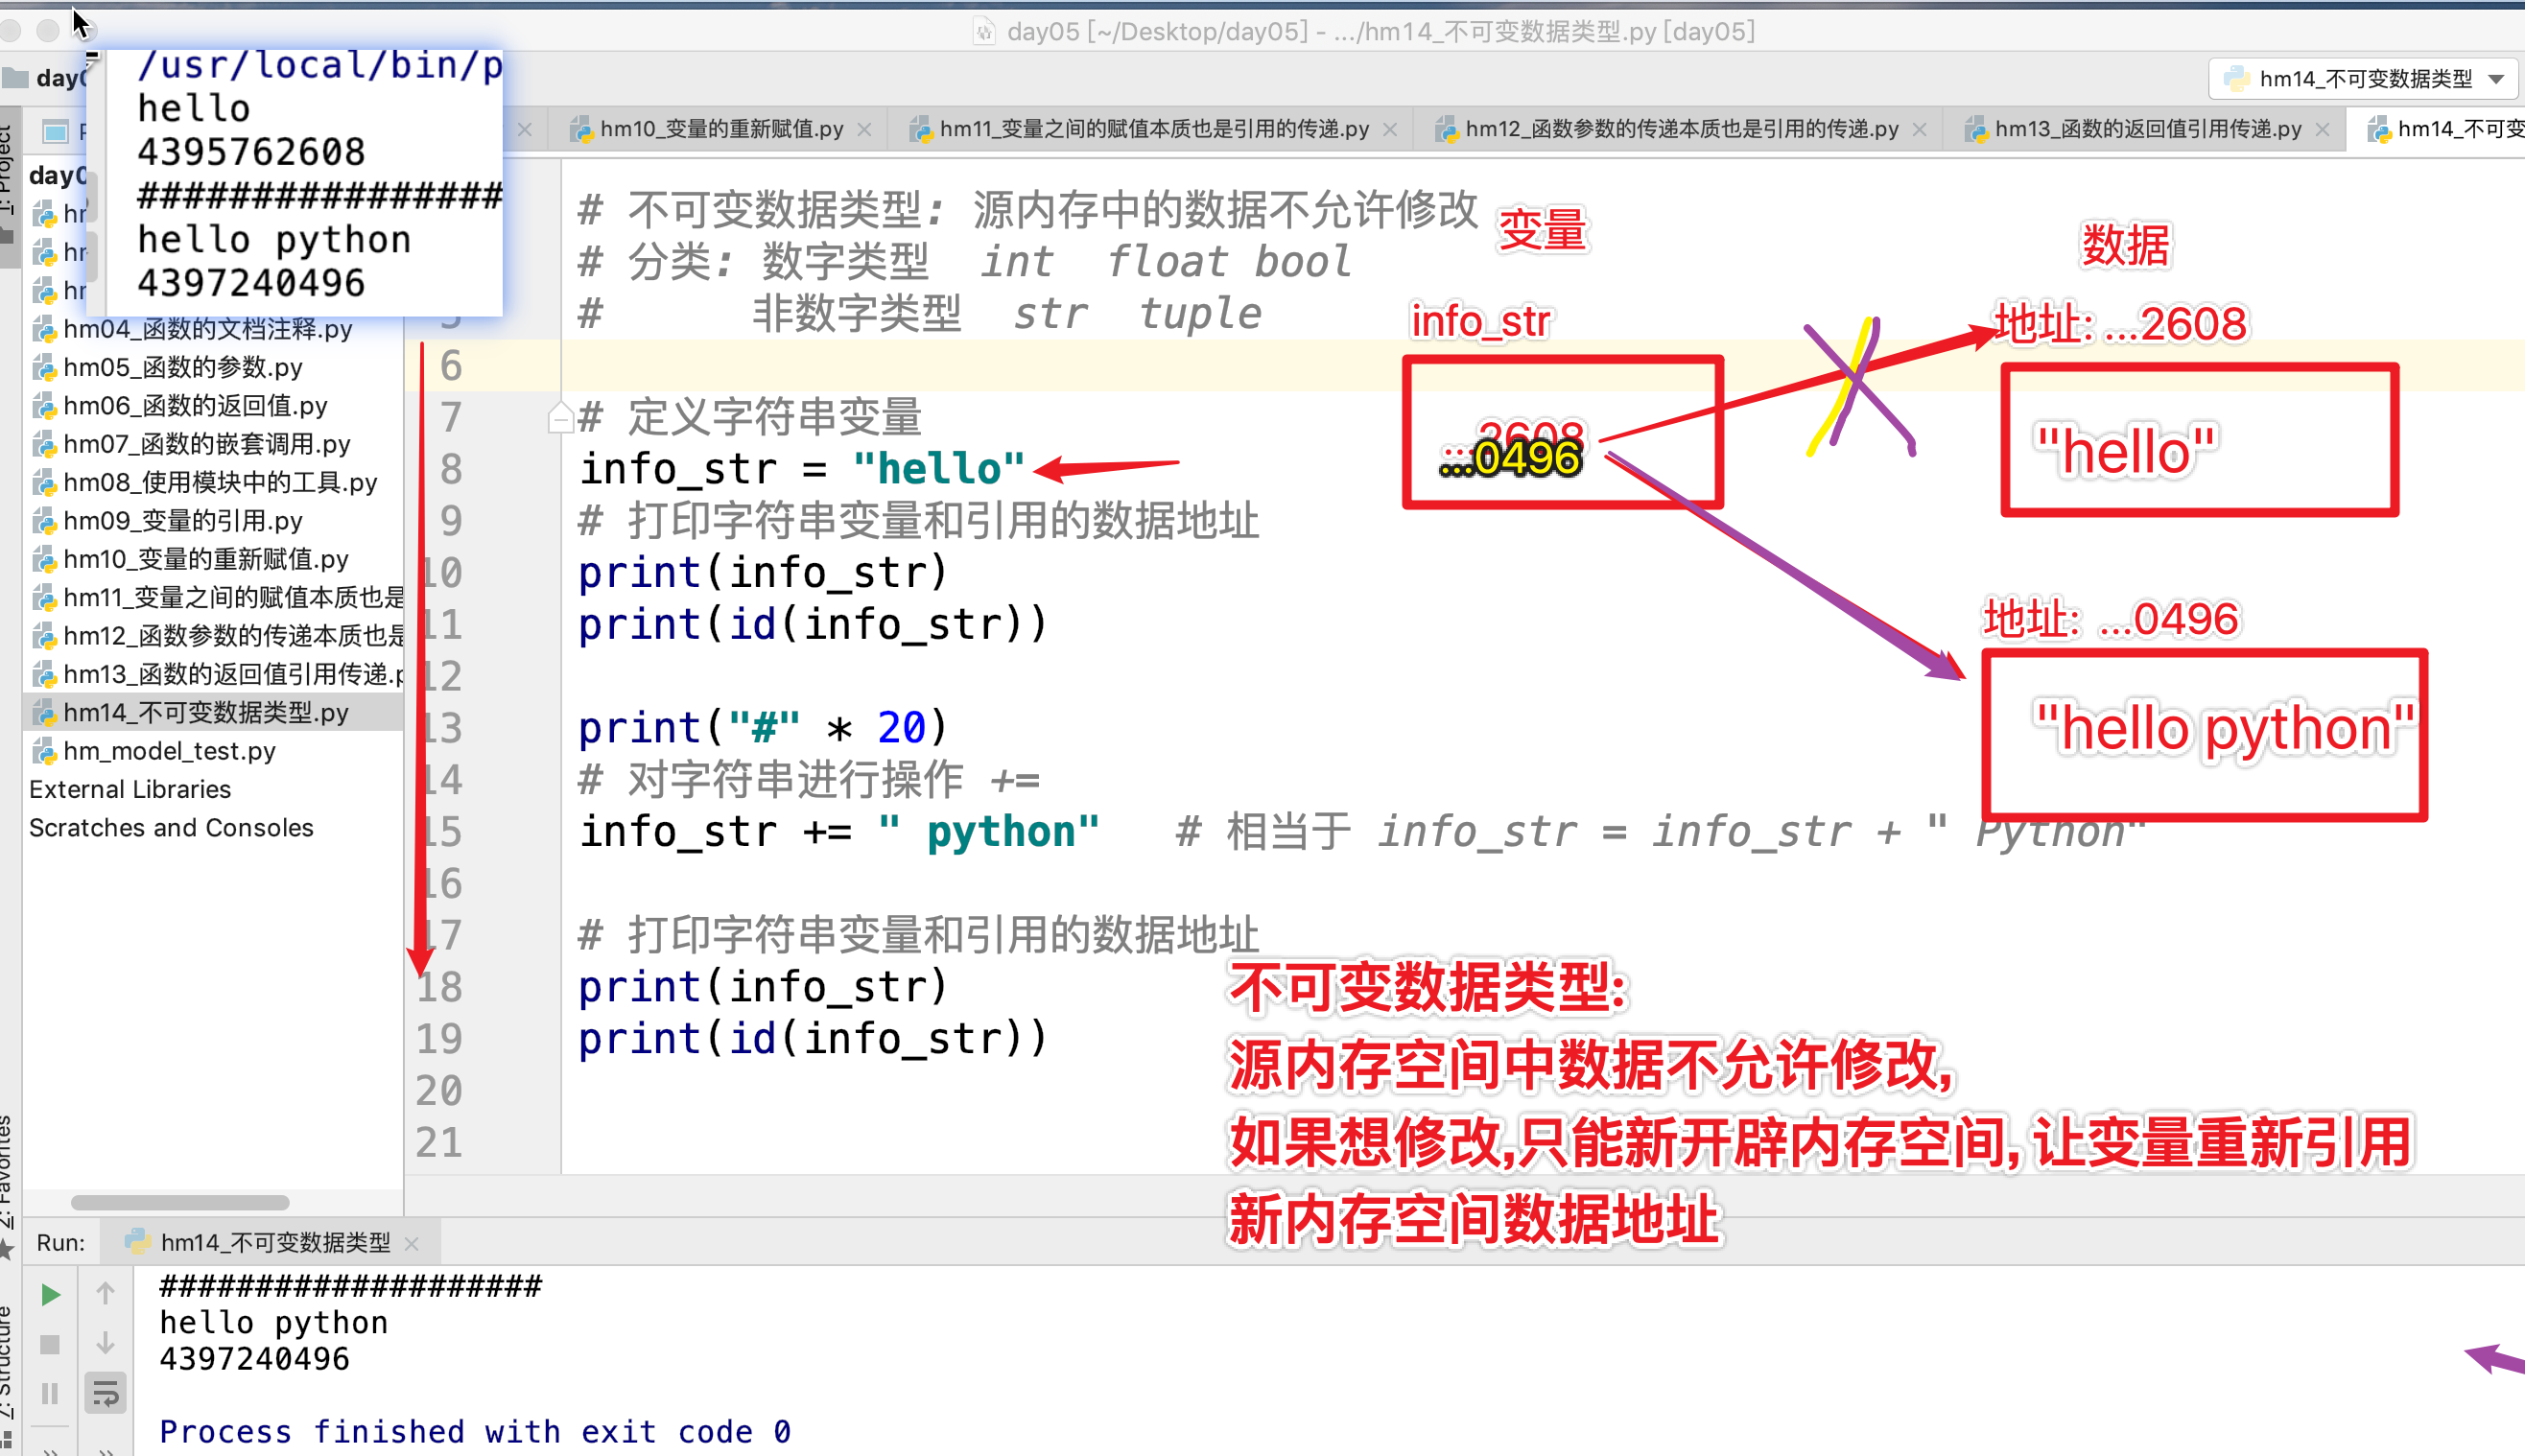 day05 [~/Desktop/day05] - .../hm14_不可变数据类型.py [day05]
/usr/local/bin/p
hello
4395762608
################
hello python
4397240496
hm14_不可变数据类型
hm10_变量的重新赋值.py
hm11_变量之间的赋值本质也是引用的传递.py
hm12_函数参数的传递本质也是引用的传递.py
hm13_函数的返回值引用传递.py
hm14_不可变
1: Project
hm04_函数的文档注释.py
hm05_函数的参数.py
hm06_函数的返回值.py
hm07_函数的嵌套调用.py
hm08_使用模块中的工具.py
hm09_变量的引用.py
hm10_变量的重新赋值.py
hm11_变量之间的赋值本质也是
hm12_函数参数的传递本质也是
hm13_函数的返回值引用传递.p
hm14_不可变数据类型.py
hm_model_test.py
External Libraries
Scratches and Consoles
# 不可变数据类型: 源内存中的数据不允许修改
# 分类: 数字类型 int float bool
# 非数字类型 str tuple
6
7 # 定义字符串变量
8 info_str = "hello"
9 # 打印字符串变量和引用的数据地址
10 print(info_str)
11 print(id(info_str))
12
13 print("#" * 20)
14 # 对字符串进行操作 +=
15 info_str += " python" # 相当于 info_str = info_str + " Python"
16
17 # 打印字符串变量和引用的数据地址
18 print(info_str)
19 print(id(info_str))
20
21
变量
数据
info_str
地址: ...2608
...2608
...0496
"hello"
地址: ...0496
"hello python"
不可变数据类型:
源内存空间中数据不允许修改,
如果想修改,只能新开辟内存空间, 让变量重新引用
新内存空间数据地址
2: Favorites
7: Structure
Run: hm14_不可变数据类型
####################
hello python
4397240496
Process finished with exit code 0